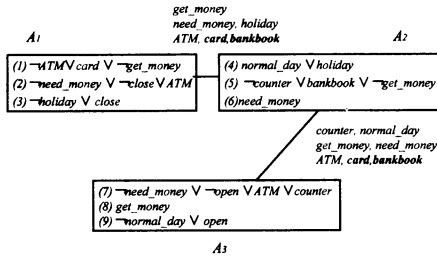 get_money
need_money, holiday
ATM, card,bankbook
A1
A2
(1) ¬ATM∨card ∨ ¬get_money
(2) ¬need_money ∨ ¬close∨ATM
(3) ¬holiday ∨ close
(4) normal_day ∨holiday
(5) ¬counter ∨bankbook ∨ ¬get_money
(6)need_money
counter, normal_day
get_money, need_money
ATM, card,bankbook
(7) ¬need_money ∨ ¬open ∨ATM ∨counter
(8) get_money
(9) ¬normal_day ∨ open
A3